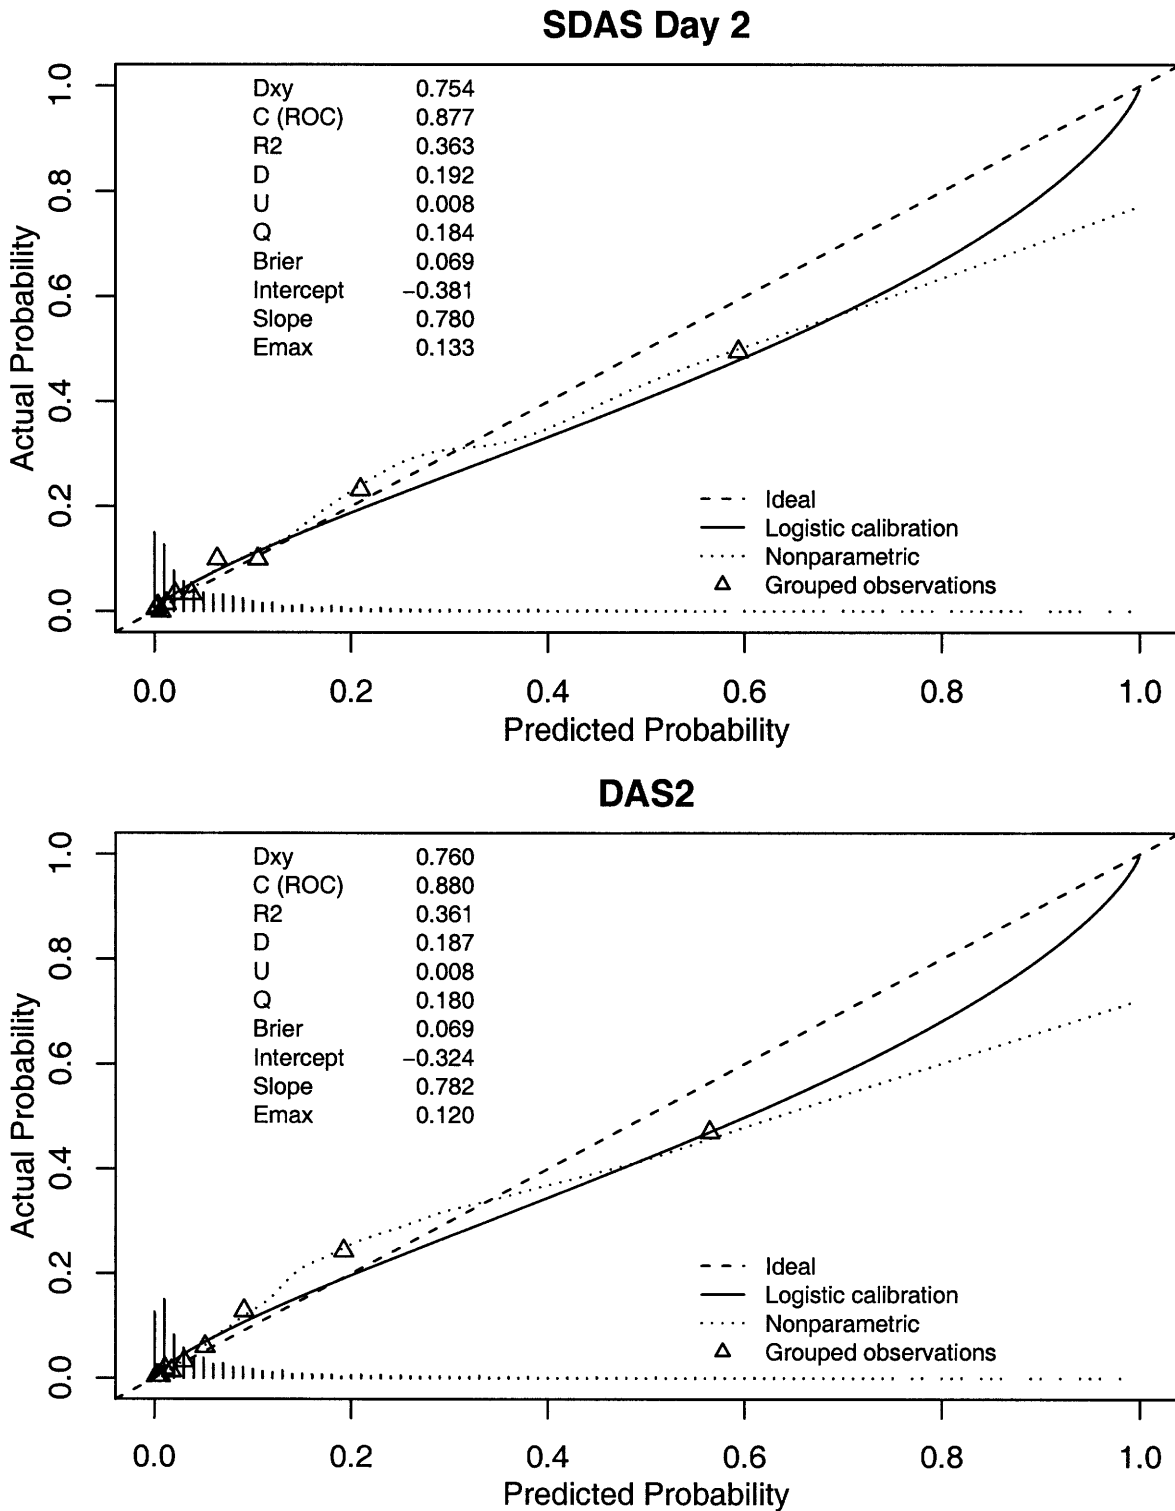 SDAS Day 2
Dxy 0.754
C (ROC) 0.877
R2 0.363
D 0.192
U 0.008
Q 0.184
Brier 0.069
Intercept −0.381
Slope 0.780
Emax 0.133
Actual Probability
1.0
0.8
0.6
0.4
0.2
0.0
Ideal
Logistic calibration
Nonparametric
Grouped observations
0.0 0.2 0.4 0.6 0.8 1.0
Predicted Probability
DAS2
Dxy 0.760
C (ROC) 0.880
R2 0.361
D 0.187
U 0.008
Q 0.180
Brier 0.069
Intercept −0.324
Slope 0.782
Emax 0.120
Actual Probability
1.0
0.8
0.6
0.4
0.2
0.0
Ideal
Logistic calibration
Nonparametric
Grouped observations
0.0 0.2 0.4 0.6 0.8 1.0
Predicted Probability